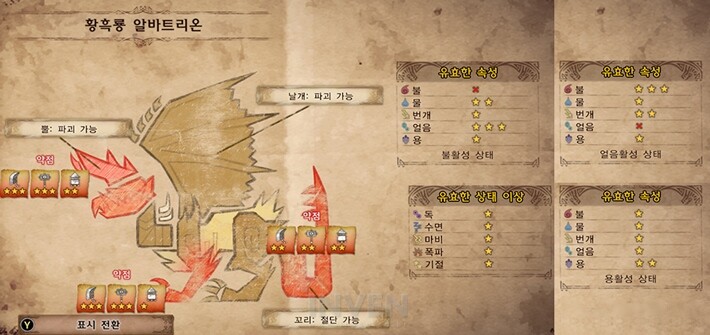 황흑룡 알바트리온
날개: 파괴 가능
뿔: 파괴 가능
약점
약점
약점
꼬리: 절단 가능
Y 표시 전환
유효한 속성
불
물
번개
얼음
용
불활성 상태
유효한 속성
불
물
번개
얼음
용
얼음활성 상태
유효한 상태 이상
독
수면
마비
폭파
기절
유효한 속성
불
물
번개
얼음
용
용활성 상태